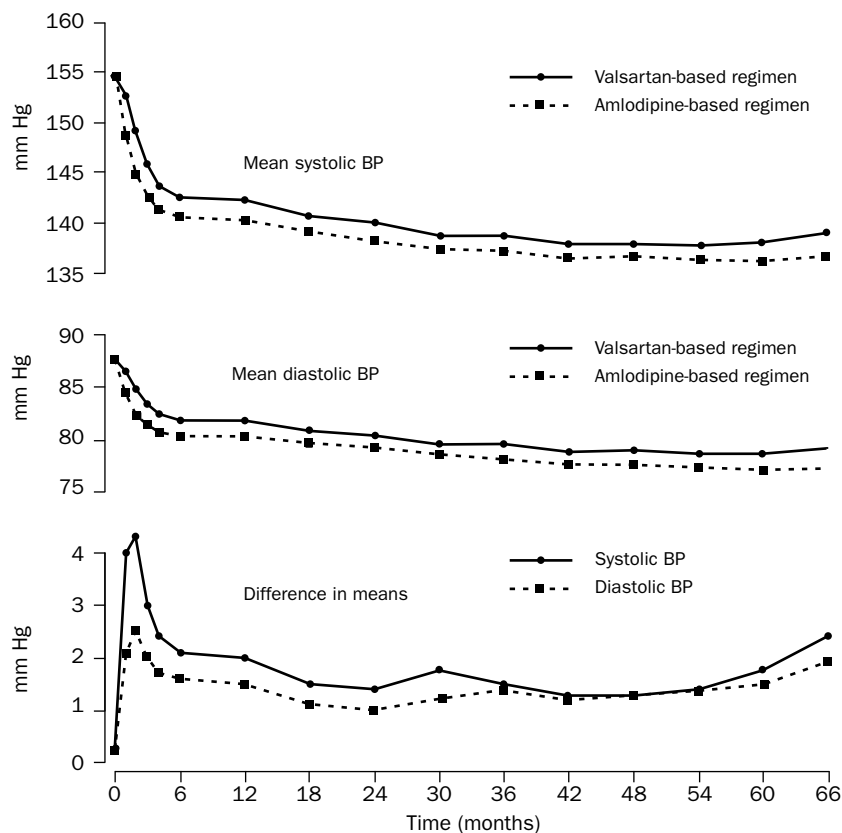 160
155
150
145
140
135
mm Hg
Valsartan-based regimen
Amlodipine-based regimen
Mean systolic BP
90
85
80
75
mm Hg
Valsartan-based regimen
Amlodipine-based regimen
Mean diastolic BP
4
3
2
1
0
mm Hg
Systolic BP
Diastolic BP
Difference in means
0 6 12 18 24 30 36 42 48 54 60 66
Time (months)